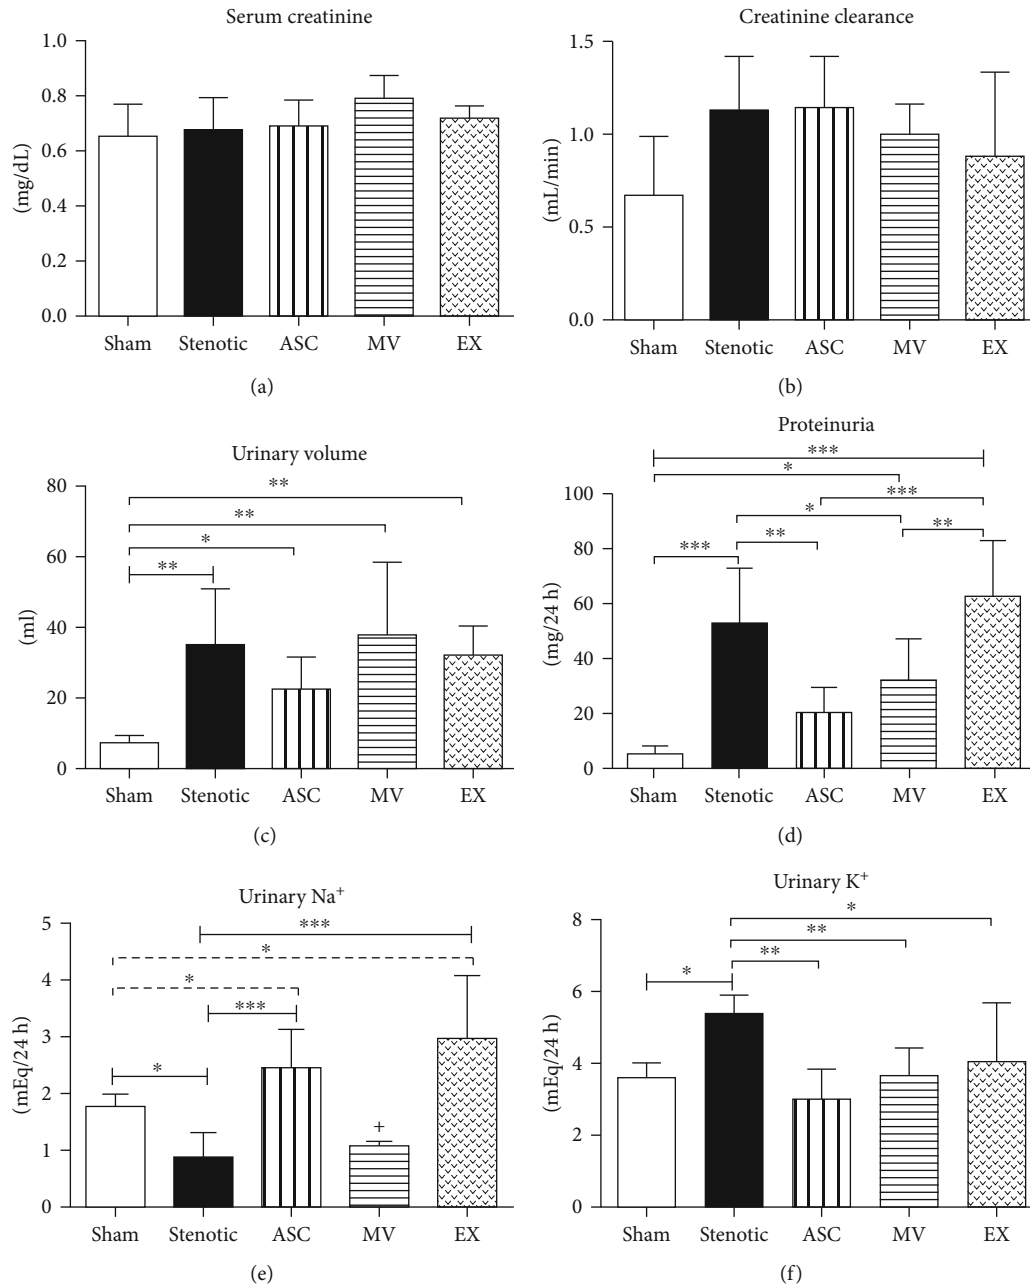 Serum creatinine
1.0
0.8
0.6
0.4
0.2
0.0
(mg/dL)
Sham Stenotic ASC MV EX
(a)
Creatinine clearance
1.5
1.0
0.5
0.0
(mL/min)
Sham Stenotic ASC MV EX
(b)
Urinary volume
80
60
40
20
0
(ml)
**
**
*
**
Sham Stenotic ASC MV EX
(c)
Proteinuria
100
80
60
40
20
0
(mg/24 h)
***
*
***
*
**
***
**
Sham Stenotic ASC MV EX
(d)
Urinary Na⁺
5
4
3
2
1
0
(mEq/24 h)
***
*
*
***
*
+
Sham Stenotic ASC MV EX
(e)
Urinary K⁺
8
6
4
2
0
(mEq/24 h)
*
**
**
*
Sham Stenotic ASC MV EX
(f)